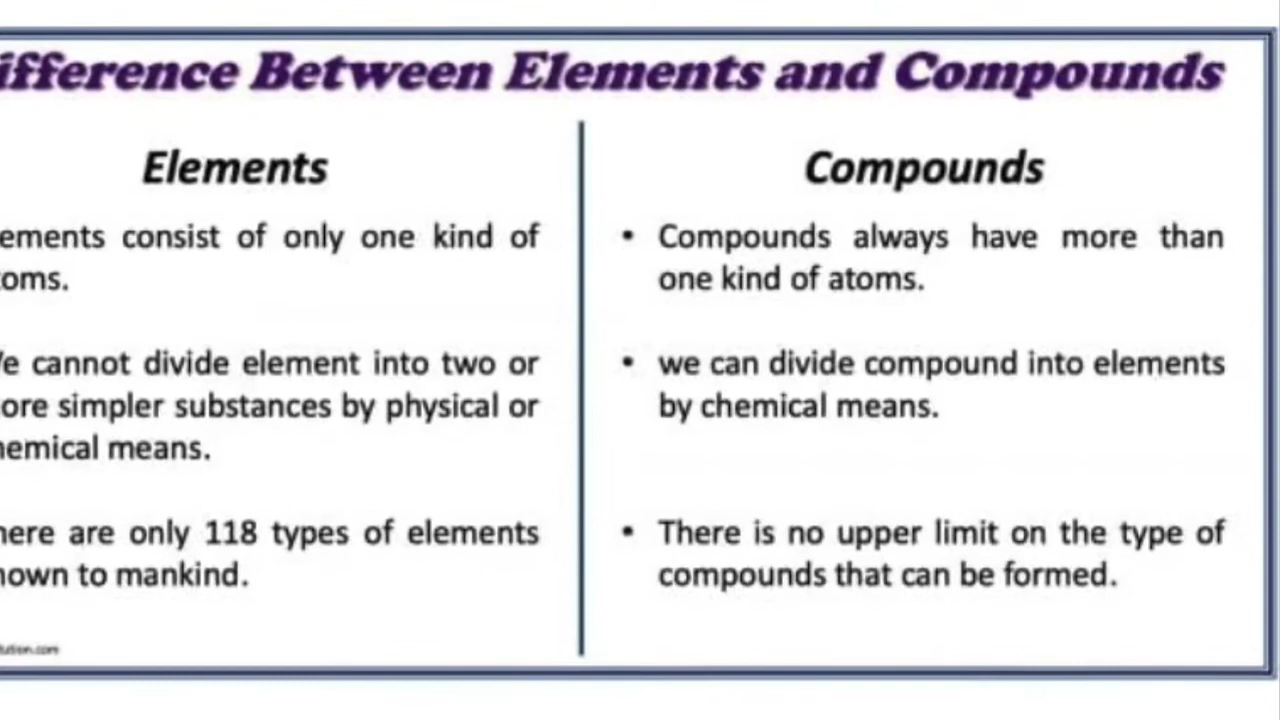 ifference Between Elements and Compounds
Elements
ements consist of only one kind of
oms.
e cannot divide element into two or
ore simpler substances by physical or
hemical means.
here are only 118 types of elements
nown to mankind.
Compounds
• Compounds always have more than
one kind of atoms.
• we can divide compound into elements
by chemical means.
• There is no upper limit on the type of
compounds that can be formed.